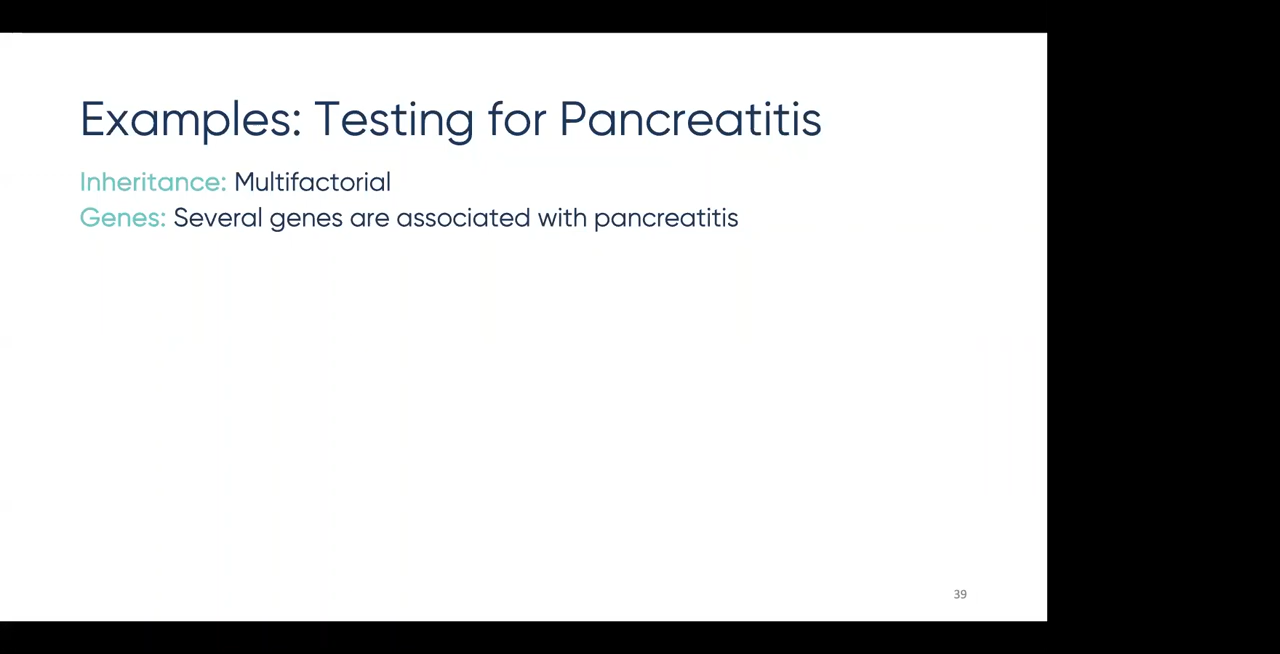 Examples: Testing for Pancreatitis
Inheritance: Multifactorial
Genes: Several genes are associated with pancreatitis
39